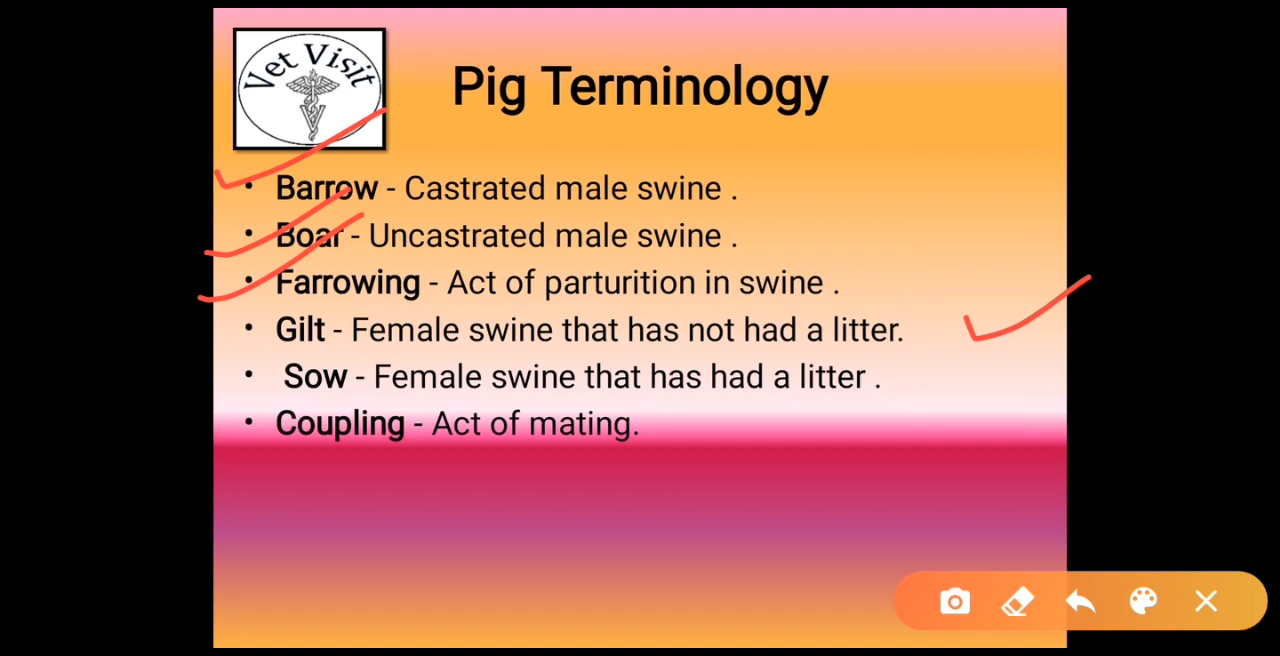 Vet Visit
Pig Terminology
• Barrow - Castrated male swine .
• Boar - Uncastrated male swine .
• Farrowing - Act of parturition in swine .
• Gilt - Female swine that has not had a litter.
• Sow - Female swine that has had a litter .
• Coupling - Act of mating.